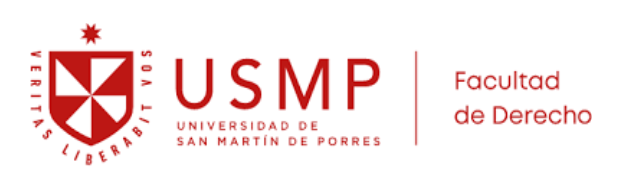 VERITAS LIBERABIT VOS
USMP
UNIVERSIDAD DE
SAN MARTÍN DE PORRES
Facultad
de Derecho